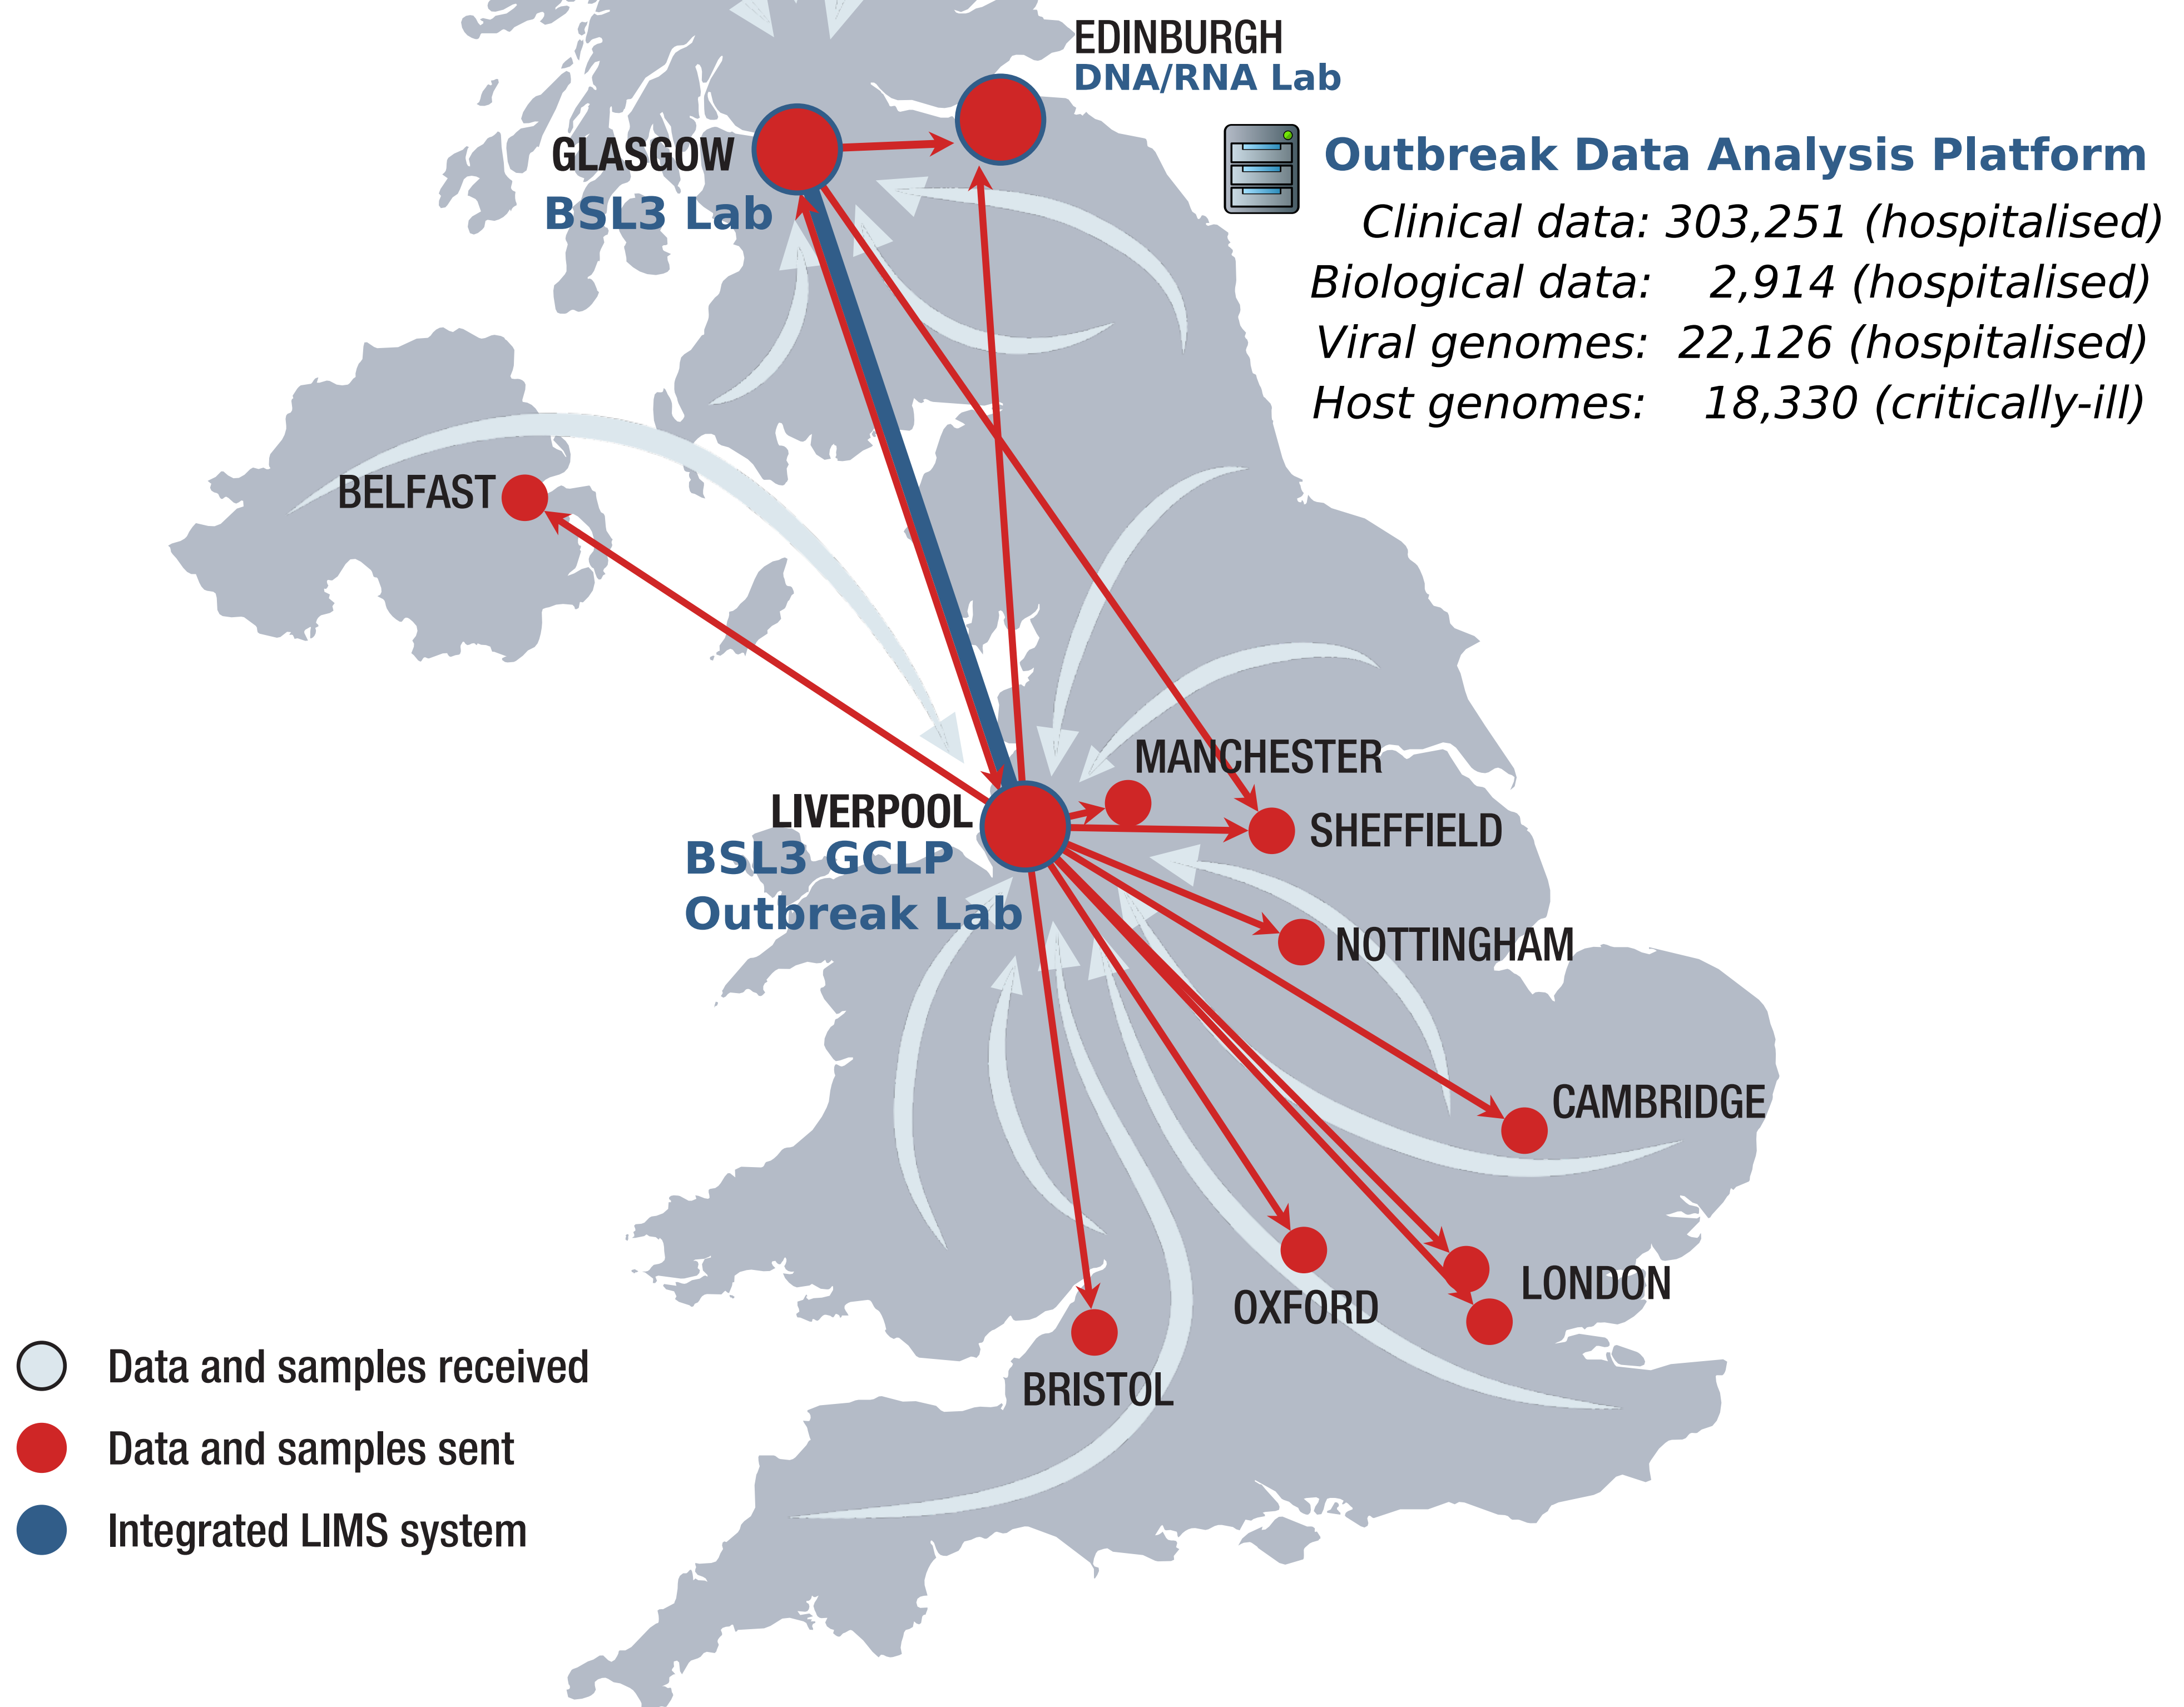 EDINBURGH
DNA/RNA Lab
GLASGOW
BSL3 Lab
Outbreak Data Analysis Platform
Clinical data: 303,251 (hospitalised)
Biological data: 2,914 (hospitalised)
Viral genomes: 22,126 (hospitalised)
Host genomes: 18,330 (critically-ill)
BELFAST
MANCHESTER
LIVERPOOL
BSL3 GCLP
Outbreak Lab
SHEFFIELD
NOTTINGHAM
CAMBRIDGE
LONDON
OXFORD
BRISTOL
Data and samples received
Data and samples sent
Integrated LIMS system